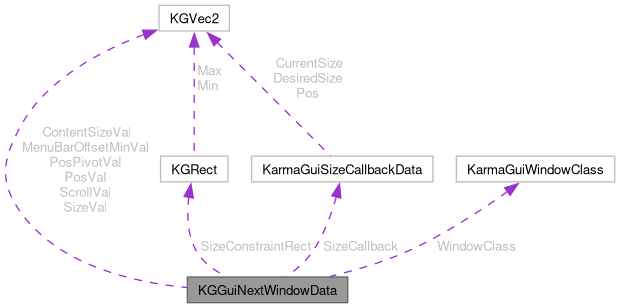 KGVec2
CurrentSize
DesiredSize
Pos
Max
Min
ContentSizeVal
MenuBarOffsetMinVal
PosPivotVal
PosVal
ScrollVal
SizeVal
KGRect
KarmaGuiSizeCallbackData
KarmaGuiWindowClass
SizeConstraintRect
SizeCallback
WindowClass
KGGuiNextWindowData